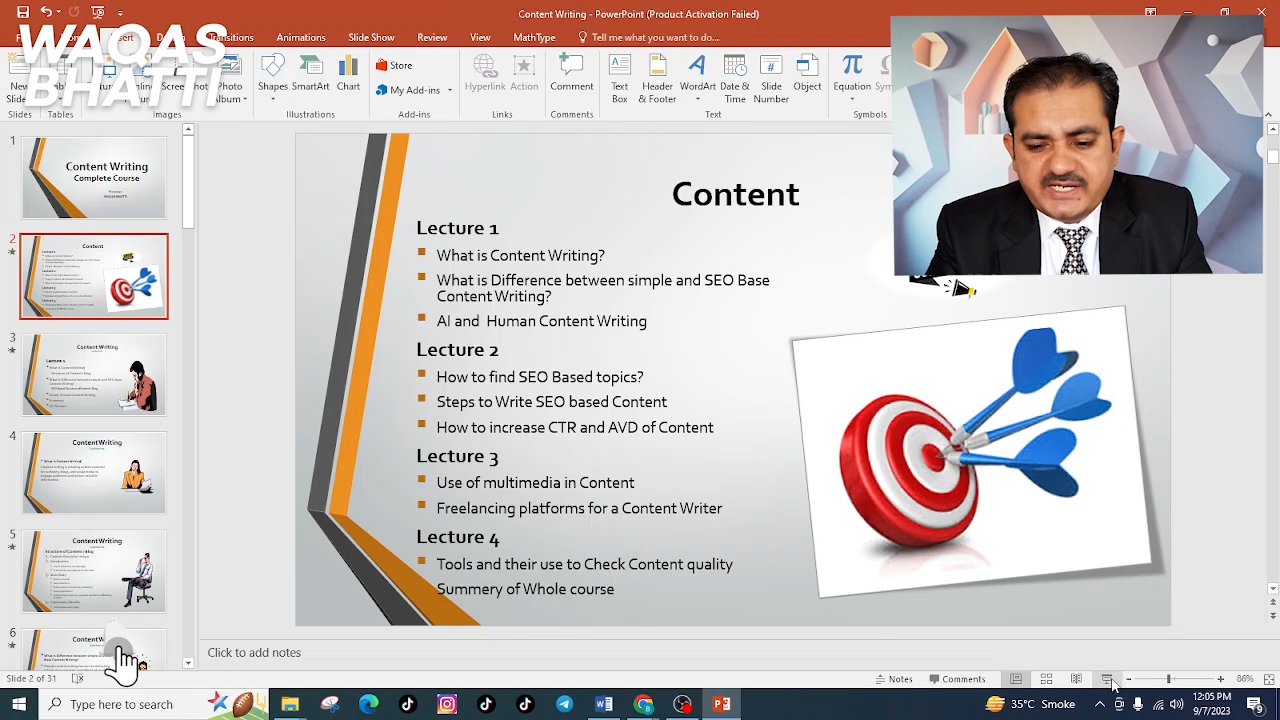 Content Writing - PowerPoint (Product Activation Failed)
WAQAS
BHATTI
Animations
Slide Show
Review
View
MathType
Tell me what you want to do...
Store
My Add-ins
Shapes
SmartArt
Chart
Hyperlink
Action
Comment
Text
Box
Header
& Footer
WordArt
Date &
Time
Slide
Number
Object
Equation
Slides
Tables
Images
Illustrations
Add-ins
Links
Comments
Text
Symbols
1
Content Writing
Complete Course
2
Content
3
Content Writing
4
Content Writing
5
Content Writing
6
Content
Lecture 1
What is Content Writing?
What is Difference between simple and SEO Base
Content Writing?
AI and Human Content Writing
Lecture 2
How to find SEO Based topics?
Steps to Write SEO based Content
How to increase CTR and AVD of Content
Lecture 3
Use of multimedia in Content
Freelancing platforms for a Content Writer
Lecture 4
Tools and their use to Check Content quality
Summery of Whole course
Click to add notes
Slide 2 of 31
Notes
Comments
86%
Type here to search
35°C Smoke
12:05 PM
9/7/2023